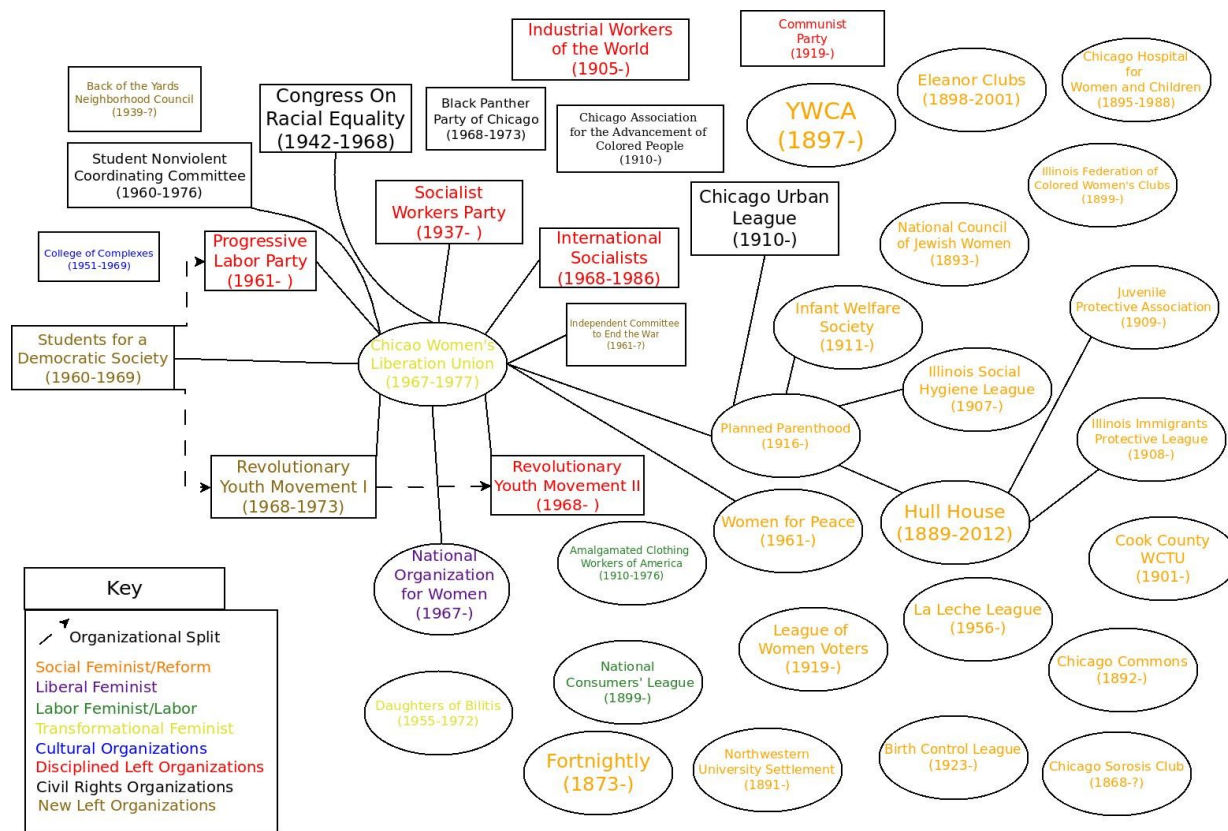 Industrial Workers
of the World
(1905-)
Communist
Party
(1919-)
Eleanor Clubs
(1898-2001)
Chicago Hospital
for
Women and Children
(1895-1988)
Back of the Yards
Neighborhood Council
(1939-?)
Congress On
Racial Equality
(1942-1968)
Black Panther
Party of Chicago
(1968-1973)
Chicago Association
for the Advancement of
Colored People
(1910-)
YWCA
(1897-)
Student Nonviolent
Coordinating Committee
(1960-1976)
Socialist
Workers Party
(1937- )
Chicago Urban
League
(1910-)
Illinois Federation of
Colored Women's Clubs
(1899-)
College of Complexes
(1951-1969)
Progressive
Labor Party
(1961- )
International
Socialists
(1968-1986)
National Council
of Jewish Women
(1893-)
Students for a
Democratic Society
(1960-1969)
Chicao Women's
Liberation Union
(1967-1977)
Independent Committee
to End the War
(1961-?)
Infant Welfare
Society
(1911-)
Juvenile
Protective Association
(1909-)
Illinois Social
Hygiene League
(1907-)
Planned Parenthood
(1916-)
Illinois Immigrants
Protective League
(1908-)
Revolutionary
Youth Movement I
(1968-1973)
Revolutionary
Youth Movement II
(1968- )
Women for Peace
(1961-)
Hull House
(1889-2012)
National
Organization
for Women
(1967-)
Amalgamated Clothing
Workers of America
(1910-1976)
Cook County
WCTU
(1901-)
La Leche League
(1956-)
League of
Women Voters
(1919-)
Chicago Commons
(1892-)
National
Consumers' League
(1899-)
Daughters of Bilitis
(1955-1972)
Fortnightly
(1873-)
Northwestern
University Settlement
(1891-)
Birth Control League
(1923-)
Chicago Sorosis Club
(1868-?)
Key
Organizational Split
Social Feminist/Reform
Liberal Feminist
Labor Feminist/Labor
Transformational Feminist
Cultural Organizations
Disciplined Left Organizations
Civil Rights Organizations
New Left Organizations